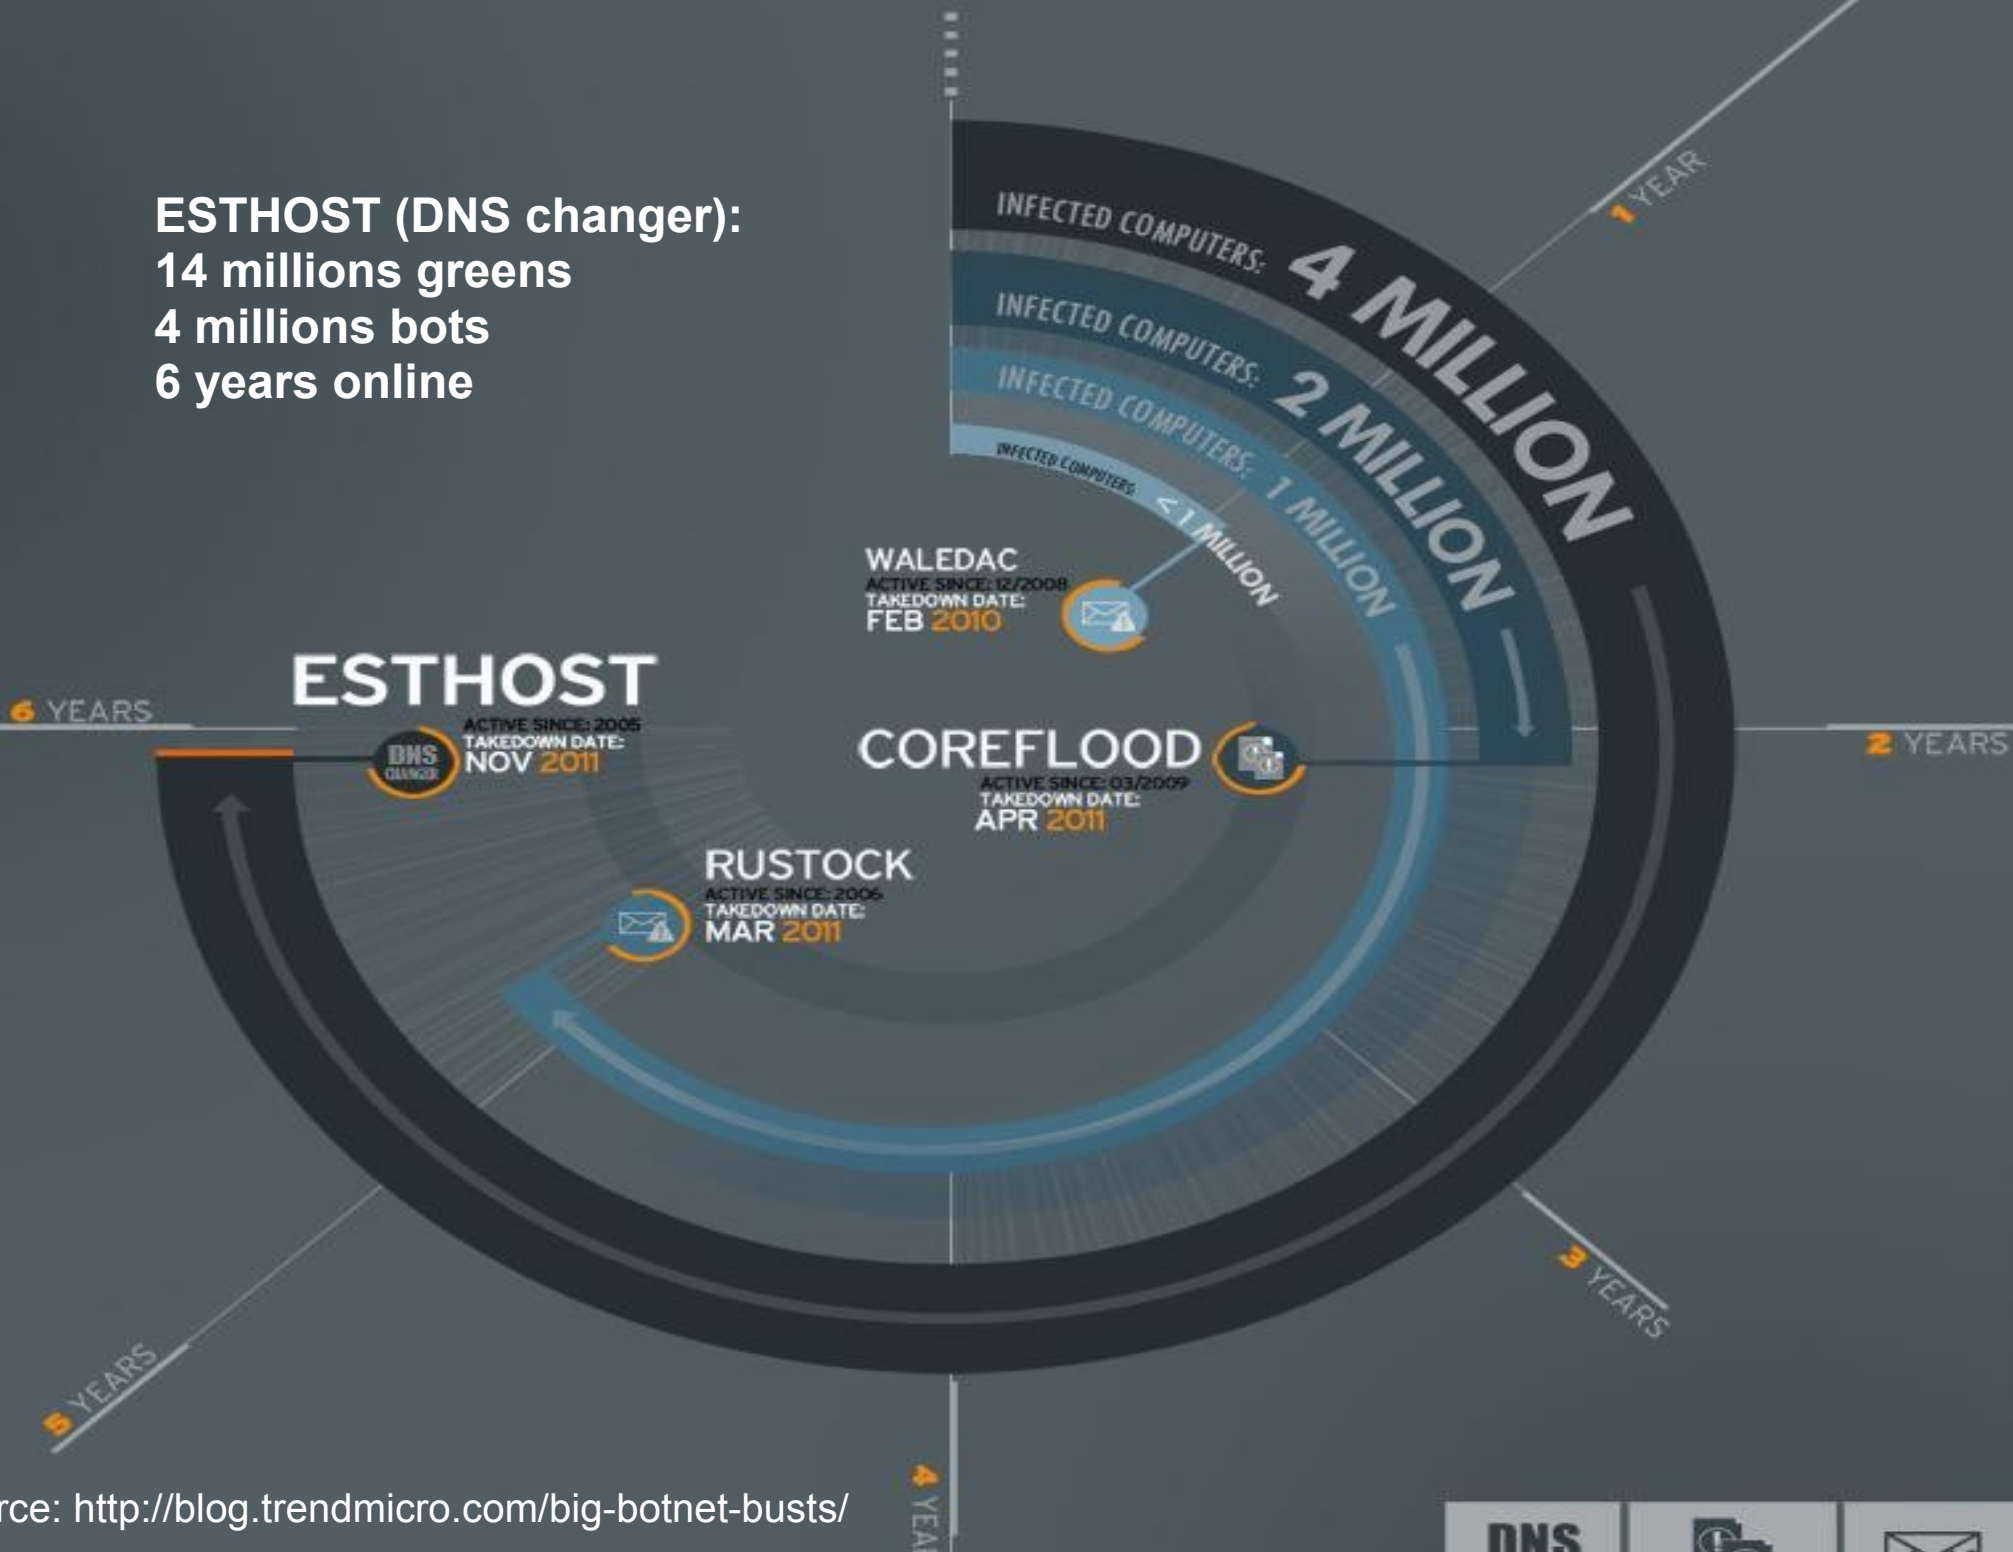 ESTHOST (DNS changer):
14 millions greens
4 millions bots
6 years online
INFECTED COMPUTERS: 4 MILLION
INFECTED COMPUTERS: 2 MILLION
INFECTED COMPUTERS: 1 MILLION
INFECTED COMPUTERS: < 1 MILLION
1 YEAR
WALEDAC
ACTIVE SINCE: 12/2008
TAKEDOWN DATE:
FEB 2010
ESTHOST
ACTIVE SINCE: 2005
TAKEDOWN DATE:
NOV 2011
DNS
CHANGER
6 YEARS
COREFLOOD
ACTIVE SINCE: 03/2009
TAKEDOWN DATE:
APR 2011
2 YEARS
RUSTOCK
ACTIVE SINCE: 2006
TAKEDOWN DATE:
MAR 2011
3 YEARS
5 YEARS
4 YEA
rce: http://blog.trendmicro.com/big-botnet-busts/
DNS